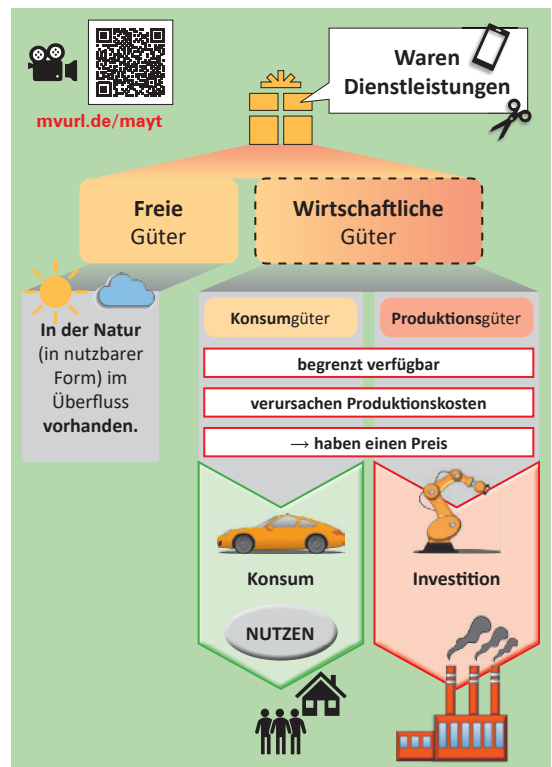 mvurl.de/mayt
Waren
Dienstleistungen
Freie
Güter
Wirtschaftliche
Güter
In der Natur
(in nutzbarer
Form) im
Überfluss
vorhanden.
Konsumgüter
Produktionsgüter
begrenzt verfügbar
verursachen Produktionskosten
→ haben einen Preis
Konsum
Investition
NUTZEN